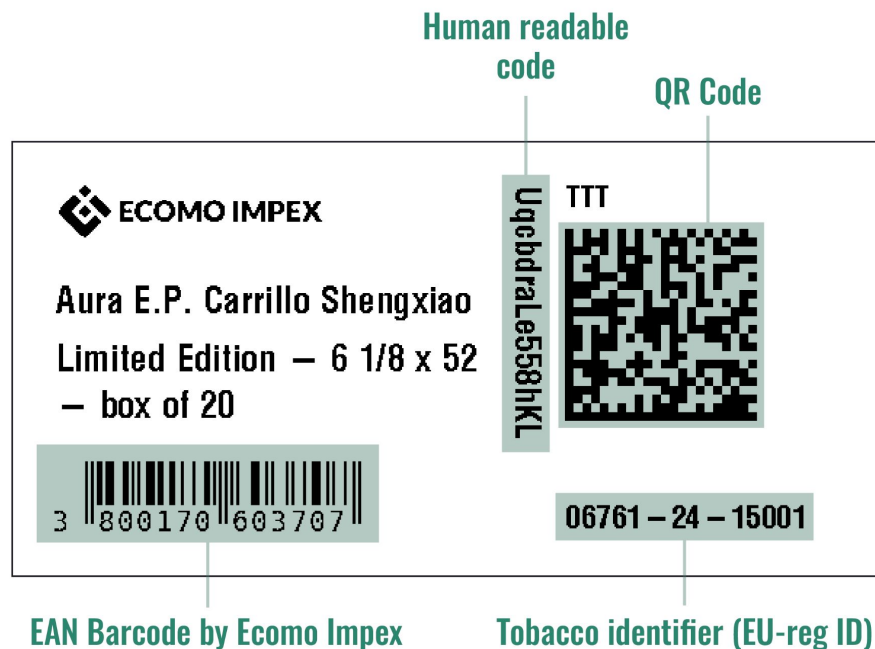 Human readable
code
QR Code
ECOMO IMPEX
UqcbdraLe558hKL
TTT
Aura E.P. Carrillo Shengxiao
Limited Edition – 6 1/8 x 52
– box of 20
3 800170 603707
06761 – 24 – 15001
EAN Barcode by Ecomo Impex
Tobacco identifier (EU-reg ID)